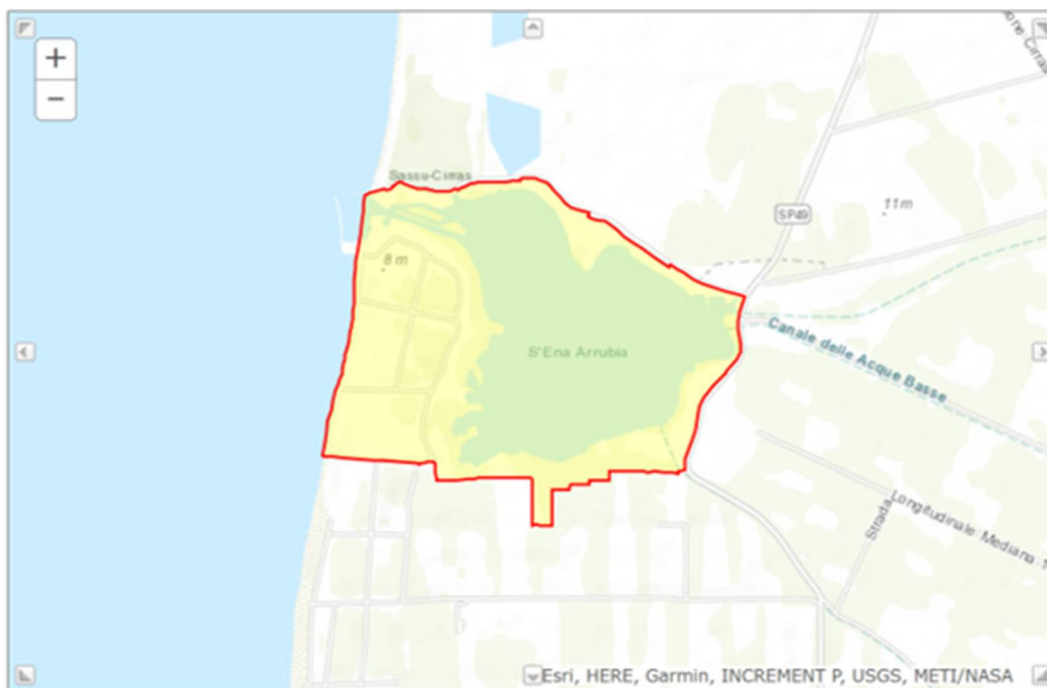 +
−
Sassu-Cirras
SP49
11 m
8 m
S'Ena Arrubia
Canale delle Acque Basse
Strada
Longitudinale Mediana
Esri, HERE, Garmin, INCREMENT P, USGS, METI/NASA